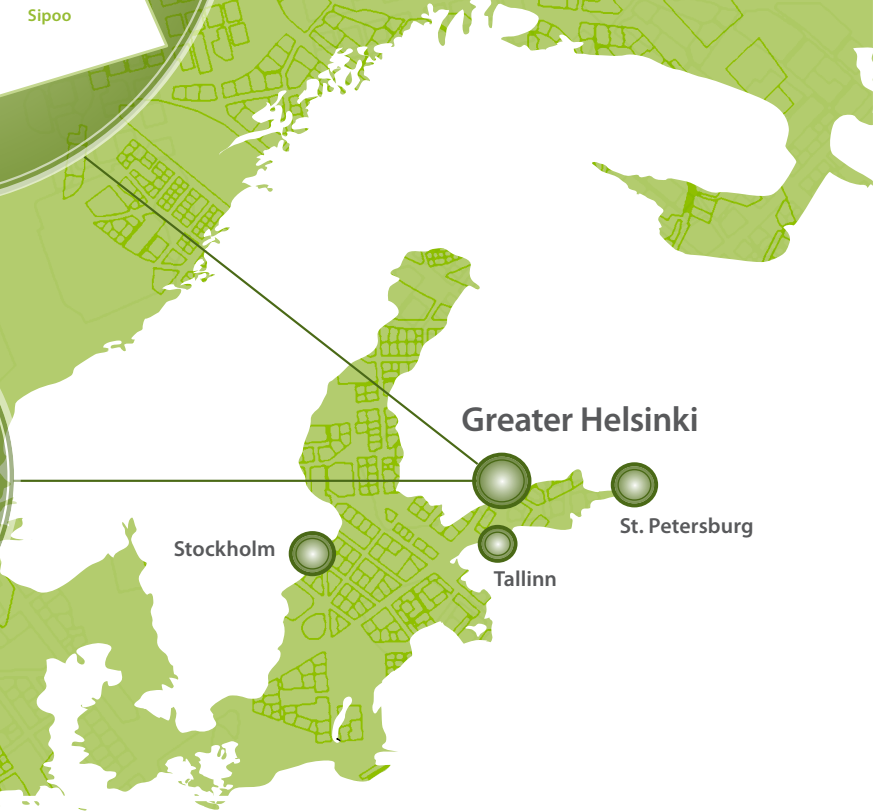 Sipoo
Greater Helsinki
St. Petersburg
Stockholm
Tallinn